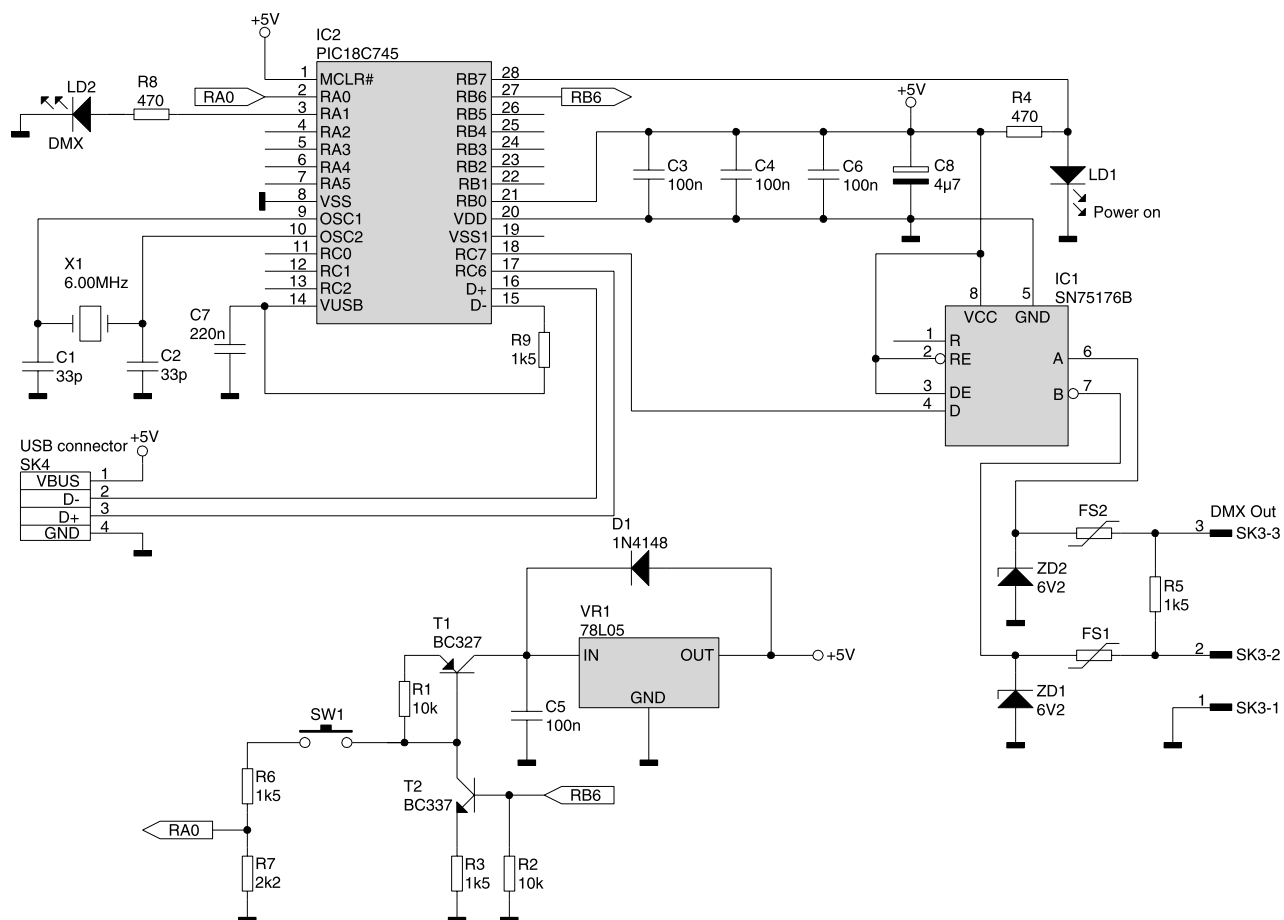 +5V
IC2
PIC18C745
LD2
DMX
R8
470
RA0
1 MCLR# RB7 28
2 RA0 RB6 27
3 RA1 RB5 26
4 RA2 RB4 25
5 RA3 RB3 24
6 RA4 RB2 23
7 RA5 RB1 22
8 VSS RB0 21
9 OSC1 VDD 20
10 OSC2 VSS1 19
11 RC0 RC7 18
12 RC1 RC6 17
13 RC2 D+ 16
14 VUSB D- 15
RB6
+5V
R4
470
C3
100n
C4
100n
C6
100n
C8
4µ7
LD1
Power on
X1
6.00MHz
C1
33p
C2
33p
C7
220n
R9
1k5
IC1
SN75176B
8 5
VCC GND
1 R
2 RE
3 DE
4 D
A 6
B 7
USB connector
SK4
+5V
VBUS 1
D- 2
D+ 3
GND 4
D1
1N4148
VR1
78L05
IN OUT
GND
+5V
T1
BC327
R1
10k
C5
100n
SW1
T2
BC337
RB6
R6
1k5
RA0
R7
2k2
R3
1k5
R2
10k
FS2
DMX Out
3 SK3-3
ZD2
6V2
R5
1k5
FS1
2 SK3-2
ZD1
6V2
1 SK3-1